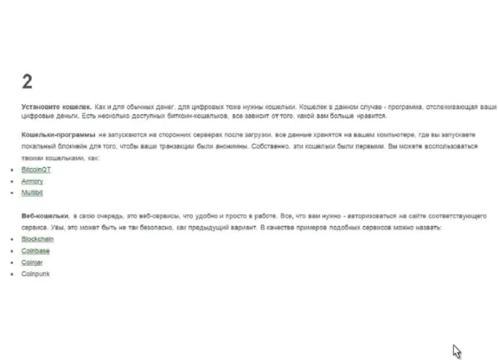 2
Установите кошелек. Как и для обычных денег, для цифровых тоже нужны кошельки. Кошелек в данном случае - программа, отслеживающая ваши
цифровые деньги. Есть несколько доступных биткоин-кошельков, все зависит от того, какой вам больше нравится.
Кошельки-программы не запускаются на сторонних серверах после загрузки, все данные хранятся на вашем компьютере, где вы запускаете
локальный блокчейн для того, чтобы ваши транзакции были анонимны. Собственно, эти кошельки были первыми. Вы можете воспользоваться
такими кошельками, как:
BitcoinQT
Armory
Multibit
Веб-кошельки, в свою очередь, это веб-сервисы, что удобно и просто в работе. Все, что вам нужно - авторизоваться на сайте соответствующего
сервиса. Увы, это может быть не так безопасно, как предыдущий вариант. В качестве примеров подобных сервисов можно назвать:
Blockchain
Coinbase
Coinjar
Coinpunk